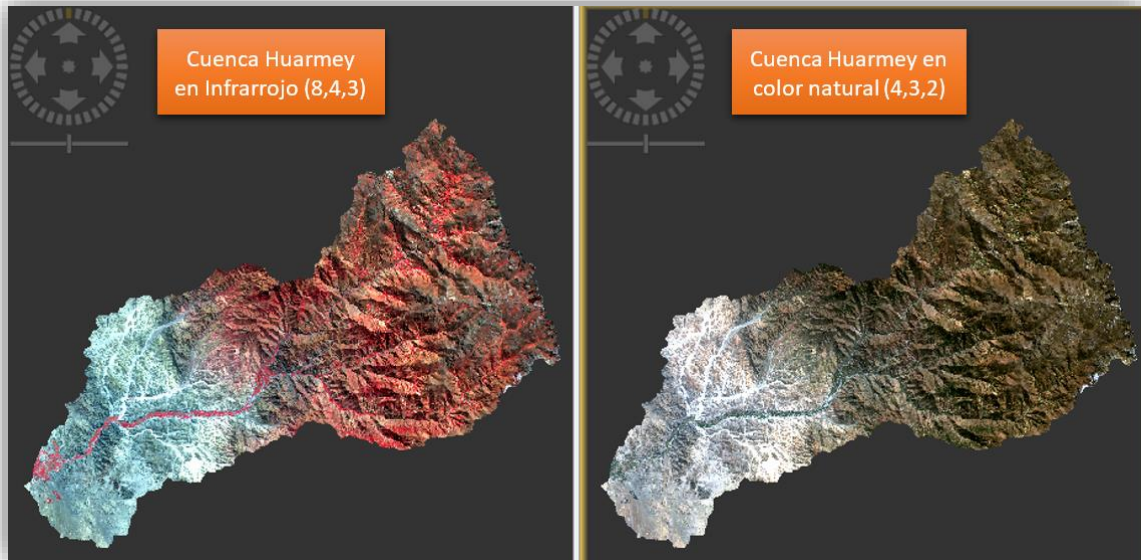 Cuenca Huarmey
en Infrarrojo (8,4,3)
Cuenca Huarmey en
color natural (4,3,2)